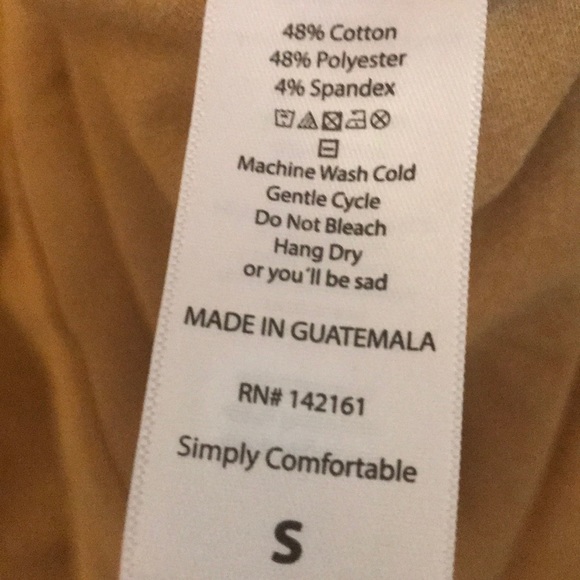 48% Cotton
48% Polyester
4% Spandex
Machine Wash Cold
Gentle Cycle
Do Not Bleach
Hang Dry
or you'll be sad
MADE IN GUATEMALA
RN# 142161
Simply Comfortable
S